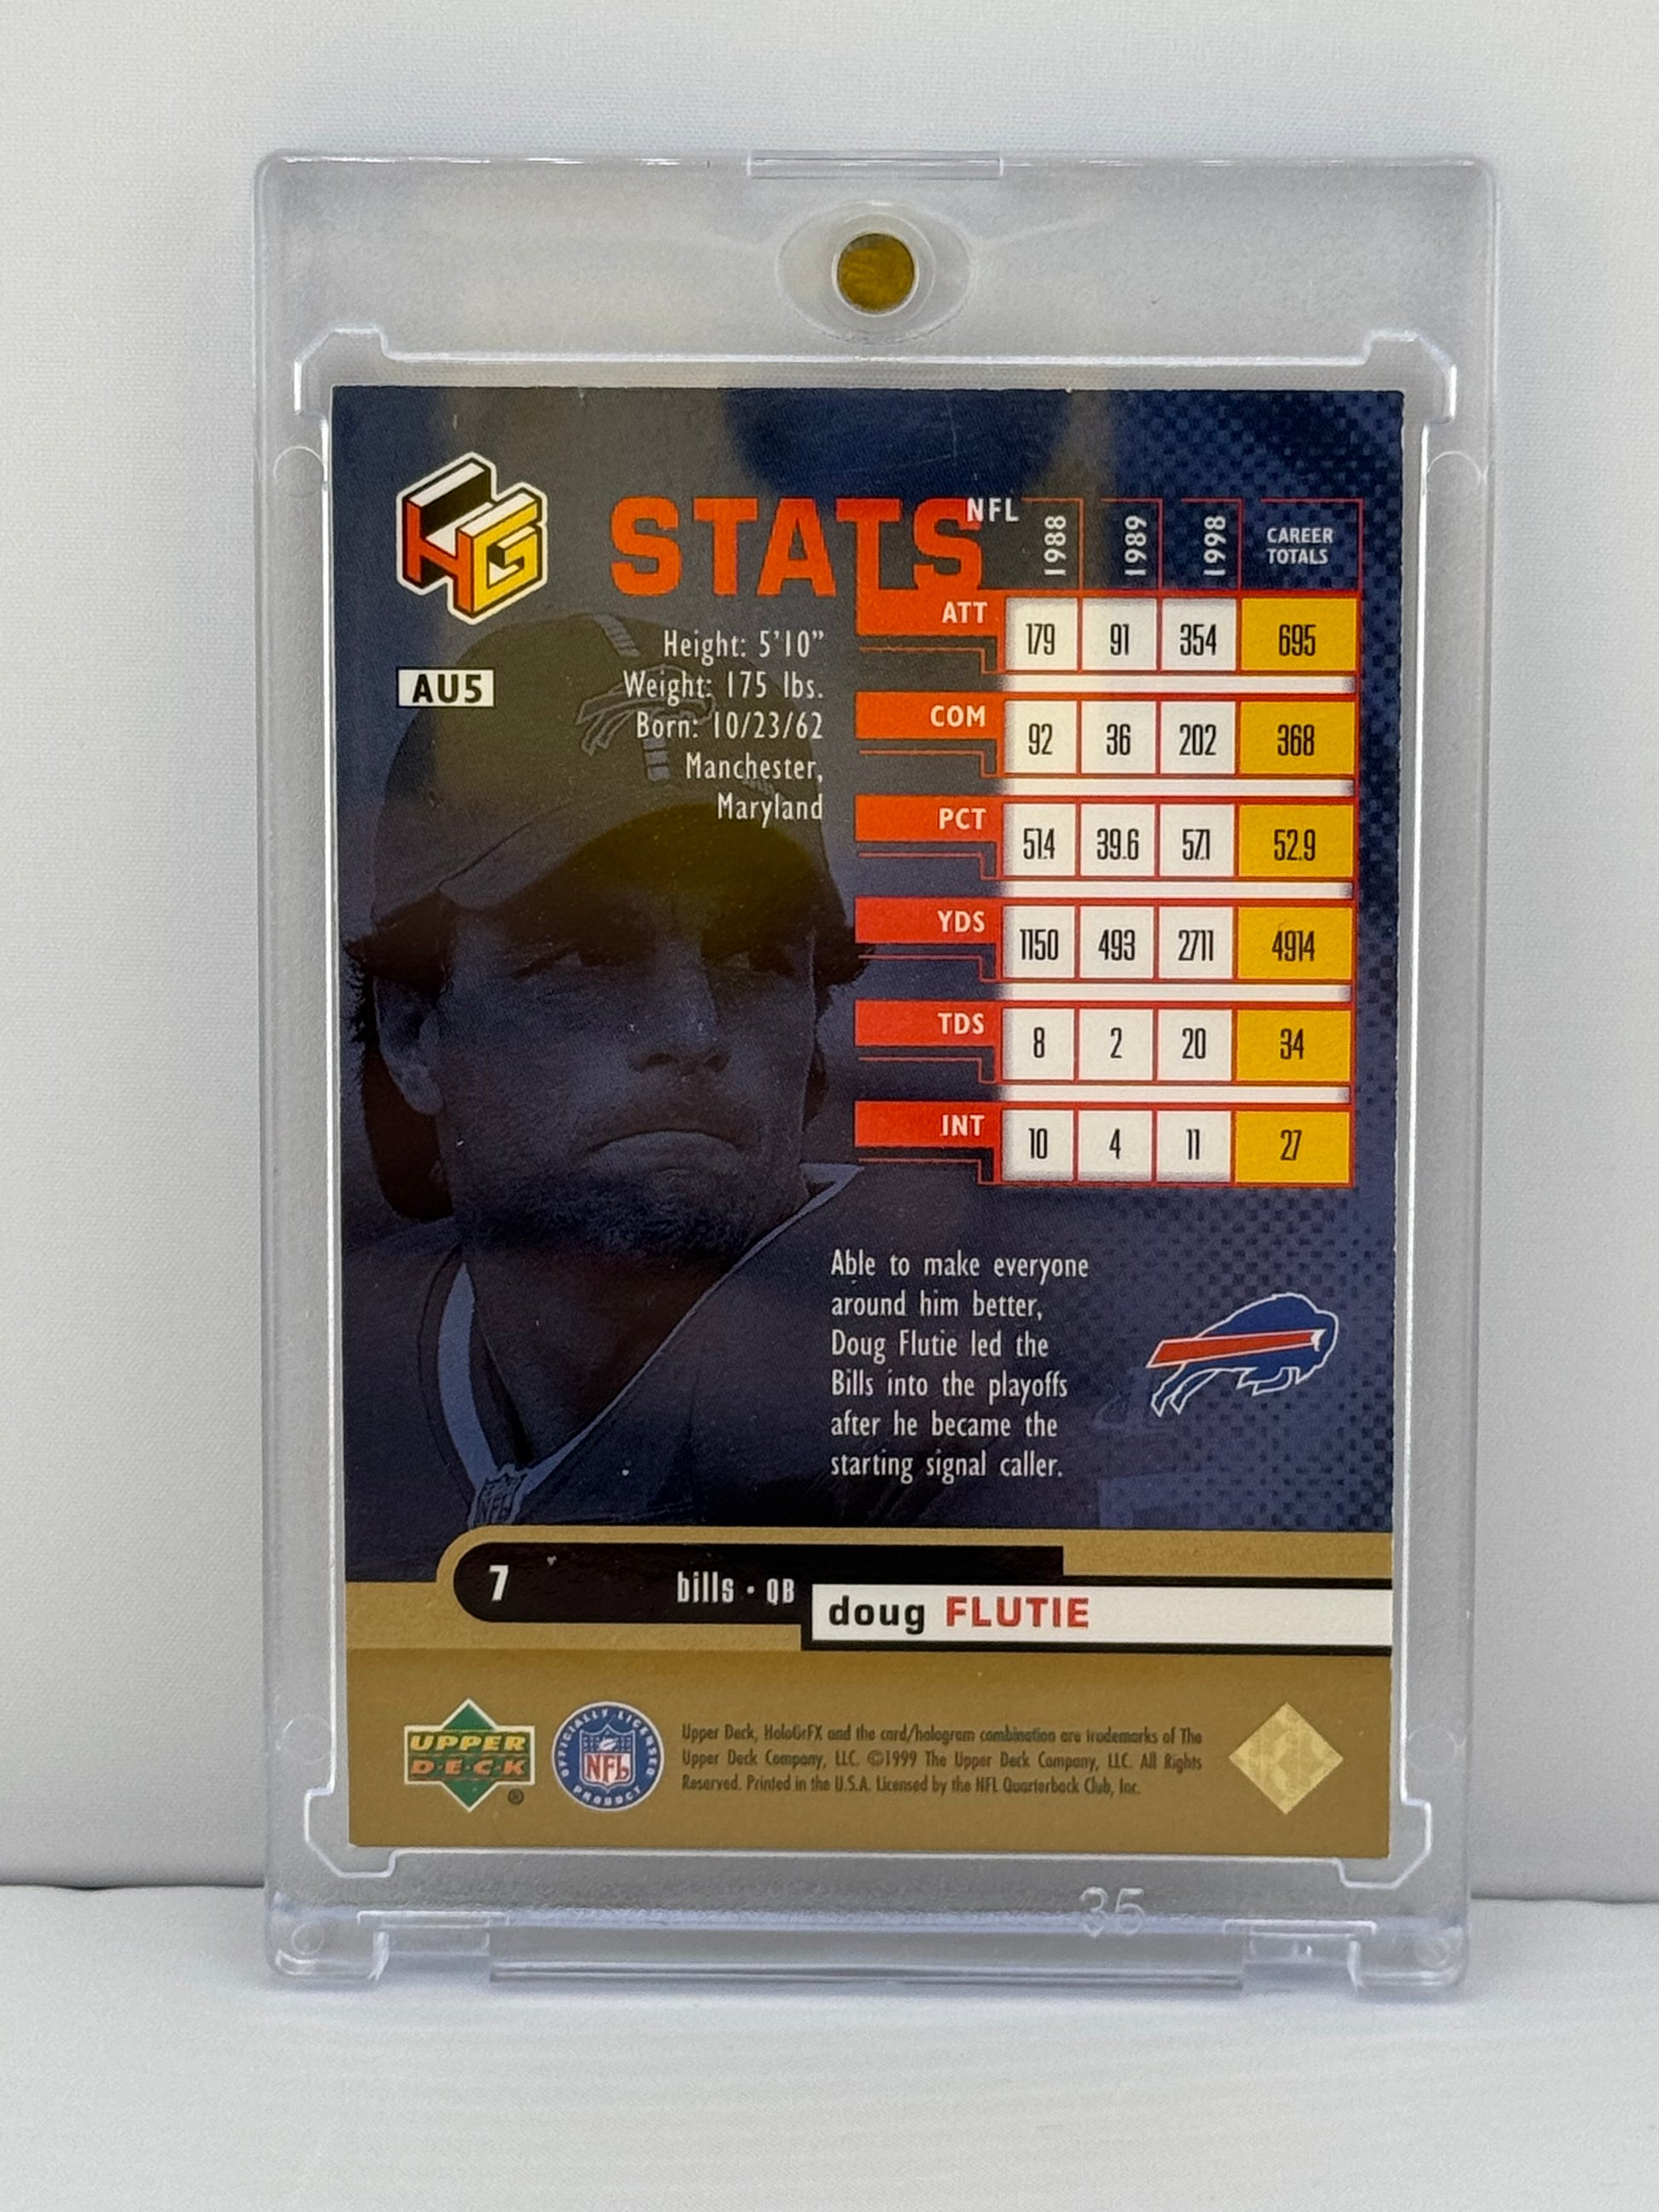 HG
STATS
NFL 1988 1989 1998 CAREER
TOTALS
AU5
Height: 5'10"
Weight: 175 lbs.
Born: 10/23/62
Manchester,
Maryland
ATT 179 91 354 695
COM 92 36 202 368
PCT 51.4 39.6 57.1 52.9
YDS 1150 493 2711 4914
TDS 8 2 20 34
INT 10 4 11 27
Able to make everyone
around him better,
Doug Flutie led the
Bills into the playoffs
after he became the
starting signal caller.
7 bills • QB
doug FLUTIE
UPPER
D·E·C·K
®
OFFICIALLY LICENSED
NFL
PRODUCT
Upper Deck, HoloGrFX and the card/hologram combination are trademarks of The
Upper Deck Company, LLC. ©1999 The Upper Deck Company, LLC. All Rights
Reserved. Printed in the U.S.A. Licensed by the NFL Quarterback Club, Inc.
35